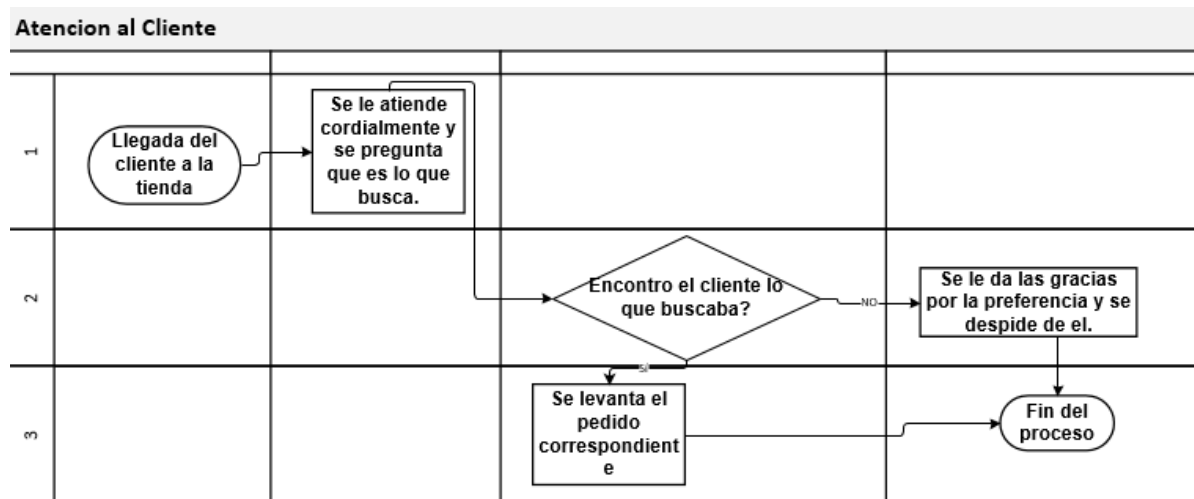 Atencion al Cliente
1
Llegada del
cliente a la
tienda
Se le atiende
cordialmente y
se pregunta
que es lo que
busca.
2
Encontro el cliente lo
que buscaba?
NO
Se le da las gracias
por la preferencia y se
despide de el.
SI
3
Se levanta el
pedido
correspondient
e
Fin del
proceso